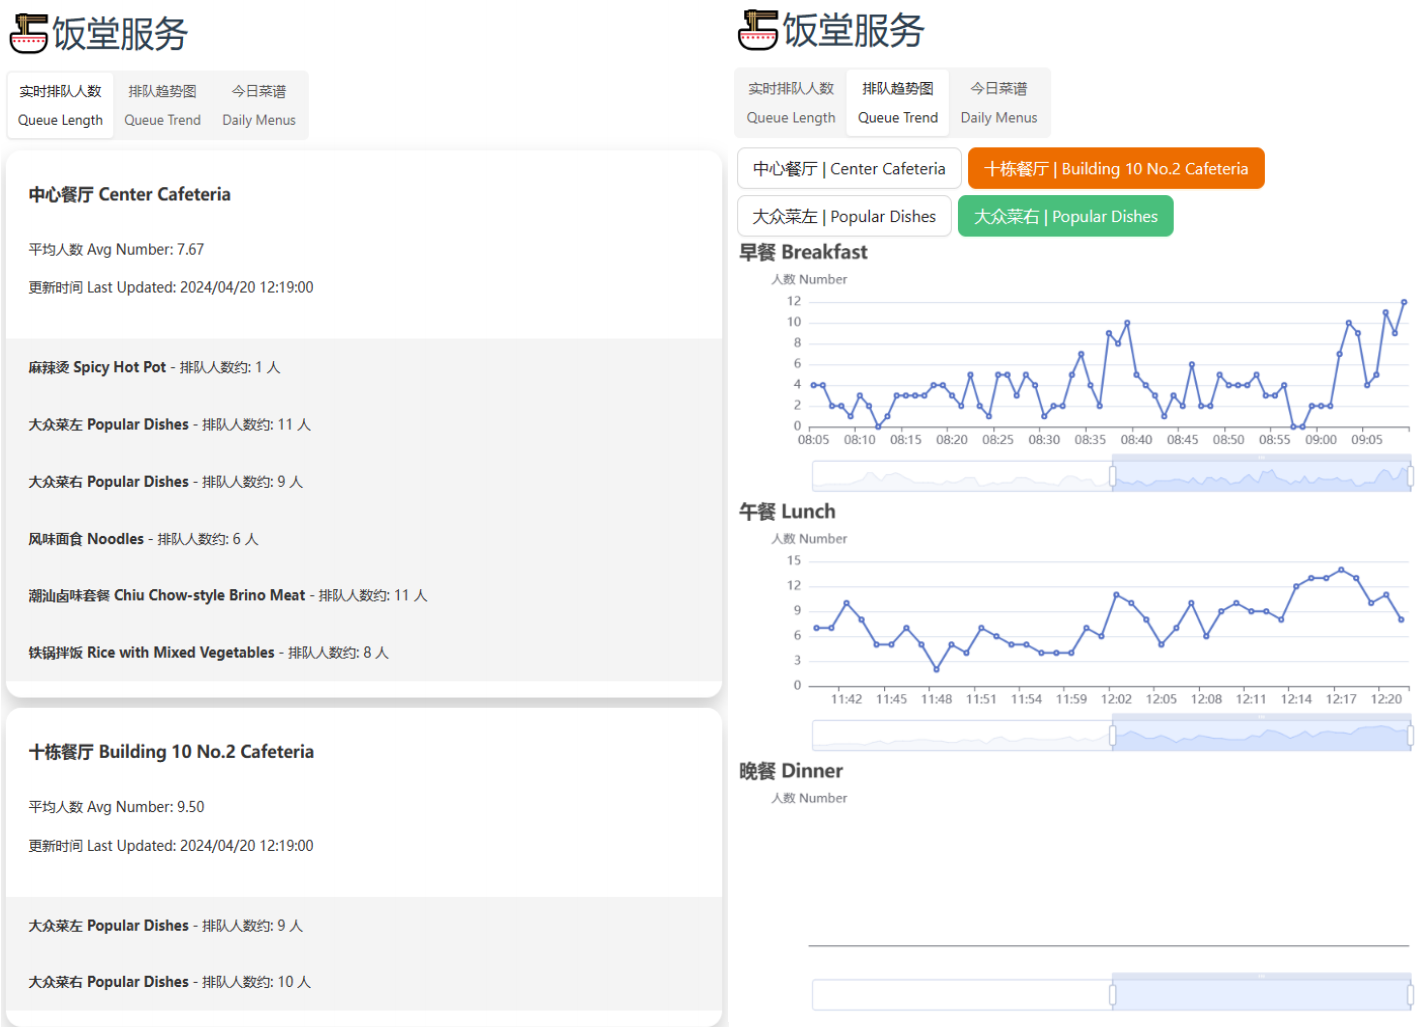 饭堂服务
实时排队人数 排队趋势图 今日菜谱
Queue Length Queue Trend Daily Menus
中心餐厅 Center Cafeteria
平均人数 Avg Number: 7.67
更新时间 Last Updated: 2024/04/20 12:19:00
麻辣烫 Spicy Hot Pot - 排队人数约: 1 人
大众菜左 Popular Dishes - 排队人数约: 11 人
大众菜右 Popular Dishes - 排队人数约: 9 人
风味面食 Noodles - 排队人数约: 6 人
潮汕卤味套餐 Chiu Chow-style Brino Meat - 排队人数约: 11 人
铁锅拌饭 Rice with Mixed Vegetables - 排队人数约: 8 人
十栋餐厅 Building 10 No.2 Cafeteria
平均人数 Avg Number: 9.50
更新时间 Last Updated: 2024/04/20 12:19:00
大众菜左 Popular Dishes - 排队人数约: 9 人
大众菜右 Popular Dishes - 排队人数约: 10 人
饭堂服务
实时排队人数 排队趋势图 今日菜谱
Queue Length Queue Trend Daily Menus
中心餐厅 | Center Cafeteria 十栋餐厅 | Building 10 No.2 Cafeteria
大众菜左 | Popular Dishes 大众菜右 | Popular Dishes
早餐 Breakfast
人数 Number
12
10
8
6
4
2
0
08:05 08:10 08:15 08:20 08:25 08:30 08:35 08:40 08:45 08:50 08:55 09:00 09:05
午餐 Lunch
人数 Number
15
12
9
6
3
0
11:42 11:45 11:48 11:51 11:54 11:59 12:02 12:05 12:08 12:11 12:14 12:17 12:20
晚餐 Dinner
人数 Number